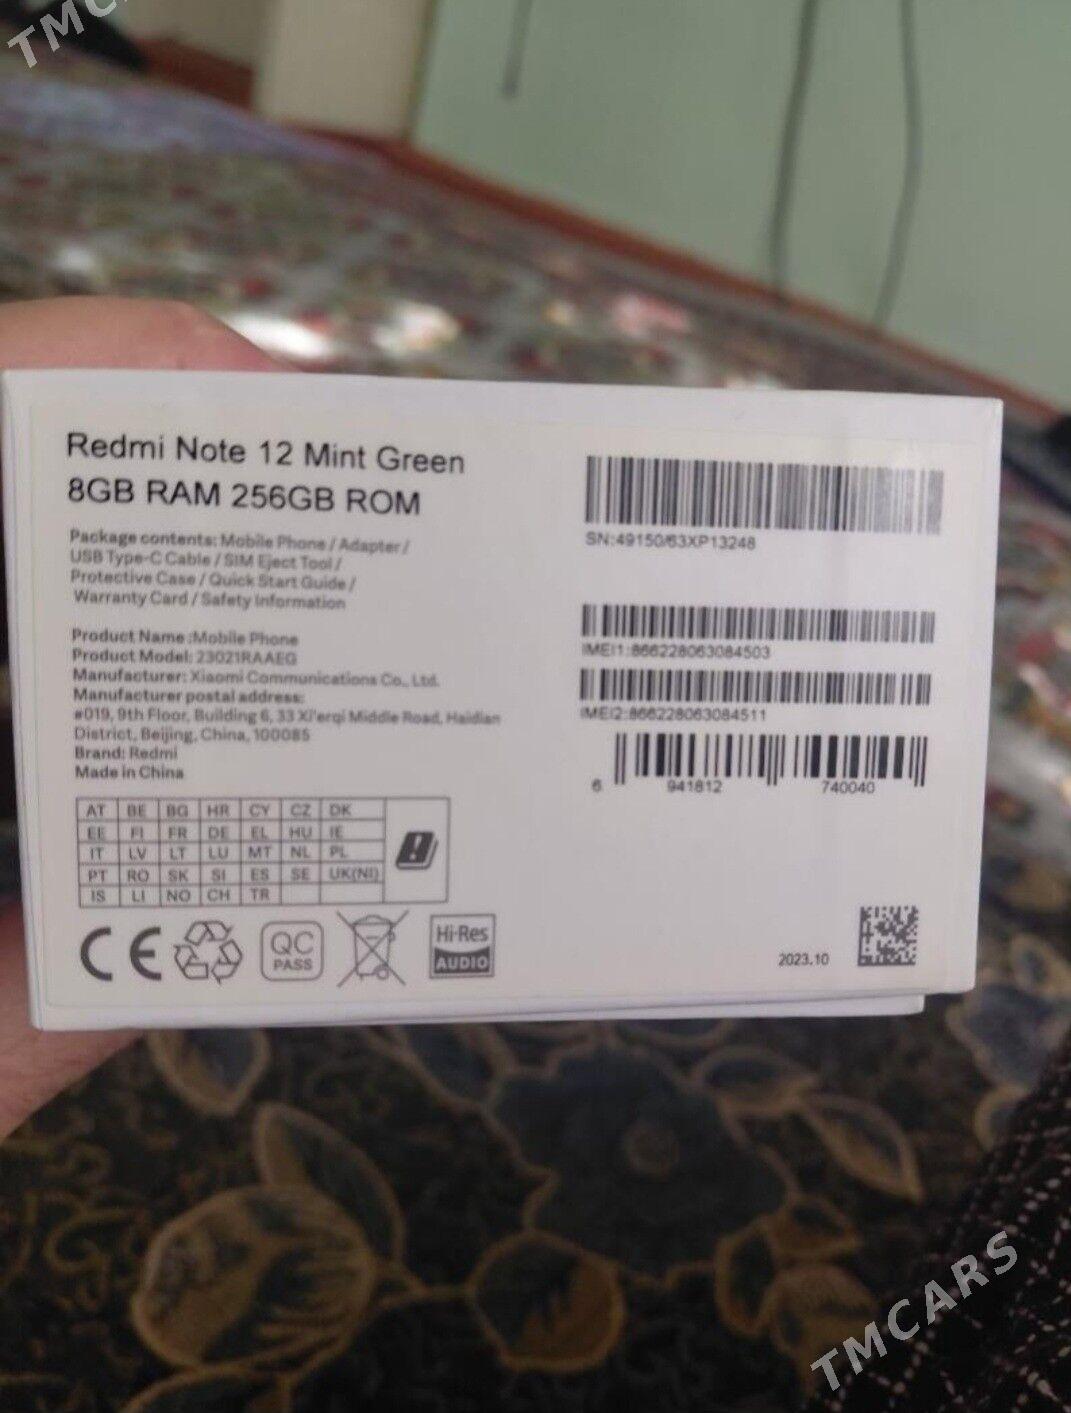 TMC
Redmi Note 12 Mint Green
8GB RAM 256GB ROM
Package contents: Mobile Phone / Adapter /
USB Type-C Cable / SIM Eject Tool /
Protective Case / Quick Start Guide /
Warranty Card / Safety Information
Product Name :Mobile Phone
Product Model: 23021RAAEG
Manufacturer: Xiaomi Communications Co., Ltd.
Manufacturer postal address:
#019, 9th Floor, Building 6, 33 Xi'erqi Middle Road, Haidian
District, Beijing, China, 100085
Brand: Redmi
Made in China
AT BE BG HR CY CZ DK
EE FI FR DE EL HU IE
IT LV LT LU MT NL PL
PT RO SK SI ES SE UK(NI)
IS LI NO CH TR
CE
QC
PASS
Hi-Res
AUDIO
SN:49150/63XP13248
IMEI1:866228063084503
IMEI2:866228063084511
6 941812 740040
2023.10
TMCARS